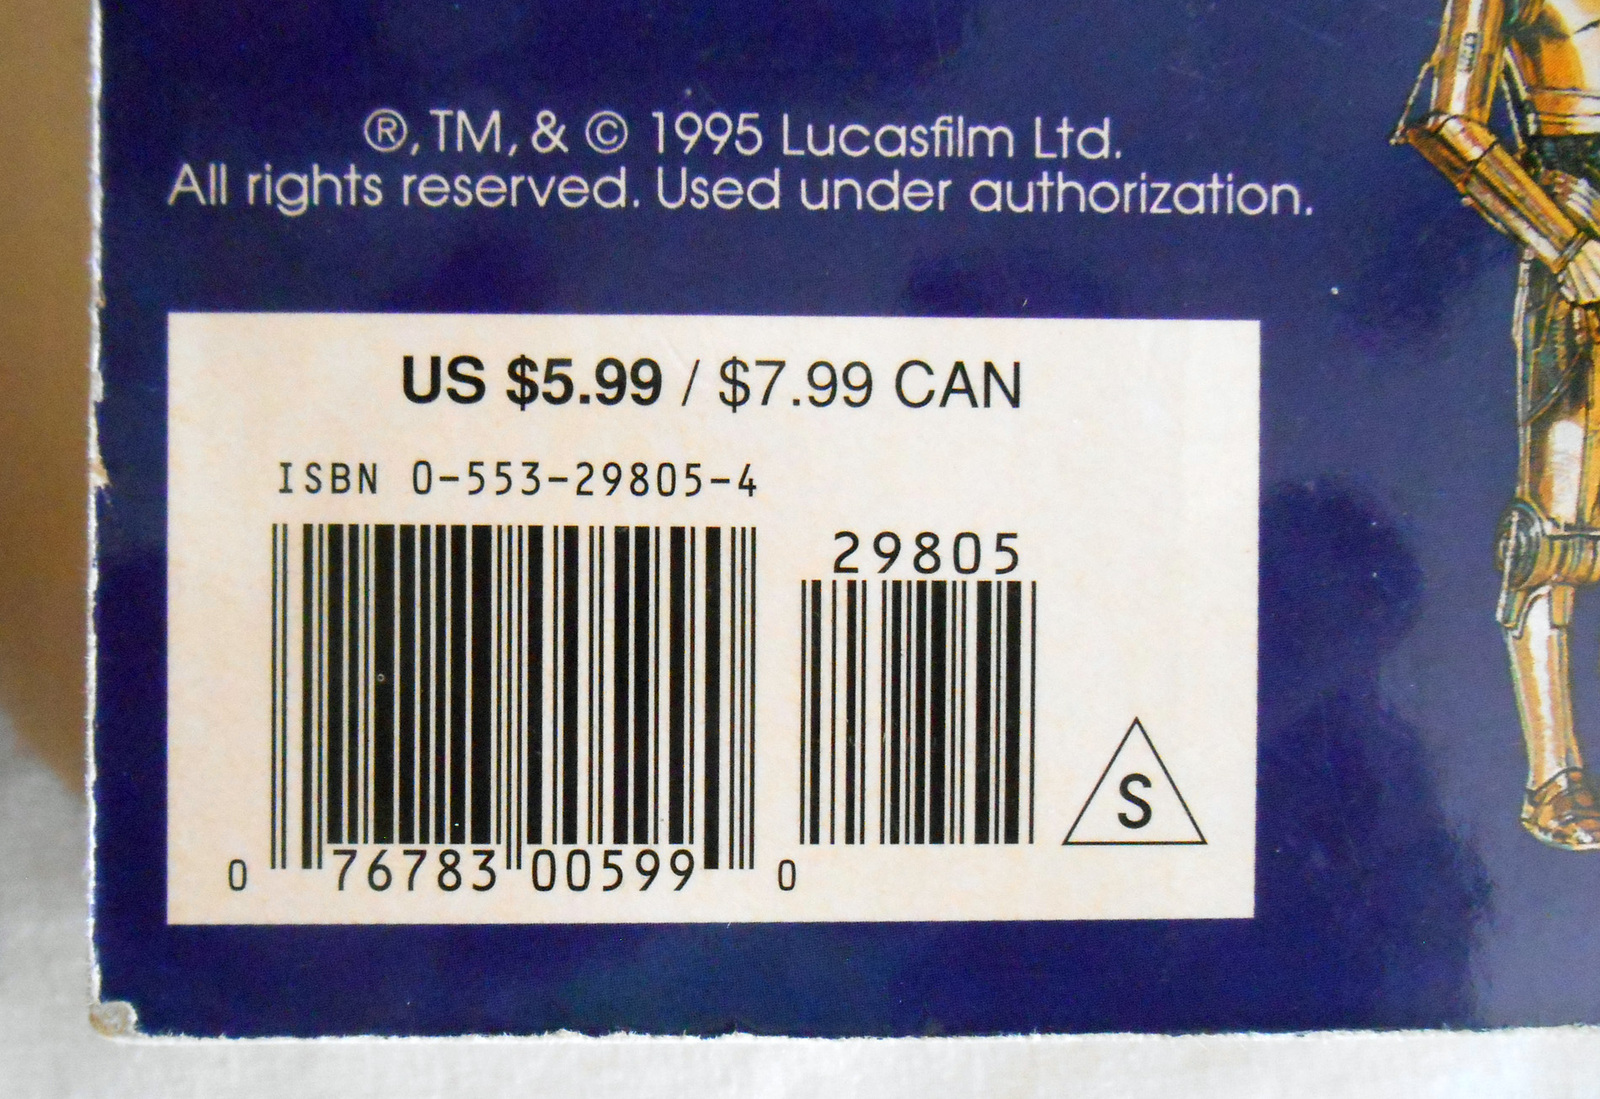 ®, TM, & © 1995 Lucasfilm Ltd.
All rights reserved. Used under authorization.
US $5.99 / $7.99 CAN
ISBN 0-553-29805-4
29805
0 76783 00599 0
S